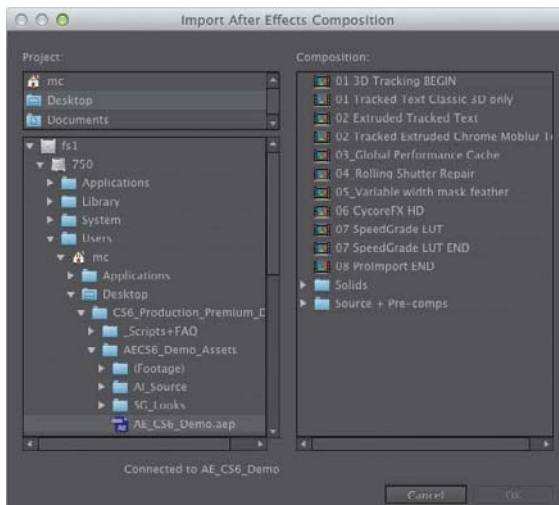 Import After Effects Composition
Project:
mc
Desktop
Documents
fs1
750
Applications
Library
System
Users
mc
Applications
Desktop
CS6_Production_Premium_D
_Scripts+FAQ
AECS6_Demo_Assets
(Footage)
AI_Source
SG_Looks
AE_CS6_Demo.aep
Connected to AE_CS6_Demo
Composition:
01 3D Tracking BEGIN
01 Tracked Text Classic 3D only
02 Extruded Tracked Text
02 Tracked Extruded Chrome Moblur T
03_Global Performance Cache
04_Rolling Shutter Repair
05_Variable width mask feather
06 CycoreFX HD
07 SpeedGrade LUT
07 SpeedGrade LUT END
08 ProImport END
Solids
Source + Pre-comps
Cancel
OK